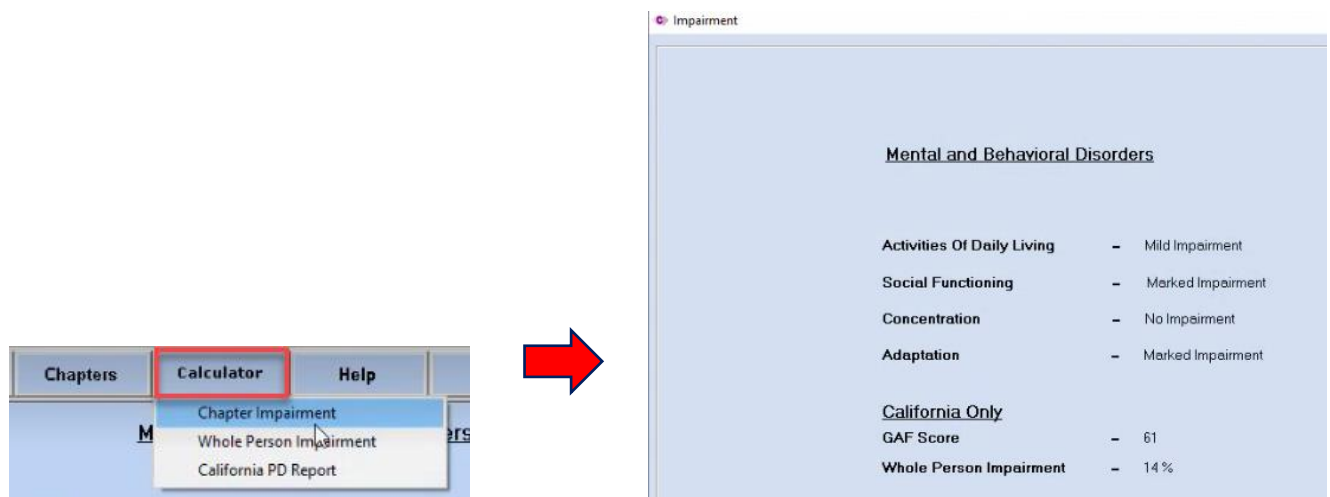 Impairment
Mental and Behavioral Disorders
Activities Of Daily Living - Mild Impairment
Social Functioning - Marked Impairment
Concentration - No Impairment
Adaptation - Marked Impairment
California Only
GAF Score - 61
Whole Person Impairment - 14%
Chapters Calculator Help
Chapter Impairment
M Whole Person Impairment ers
California PD Report